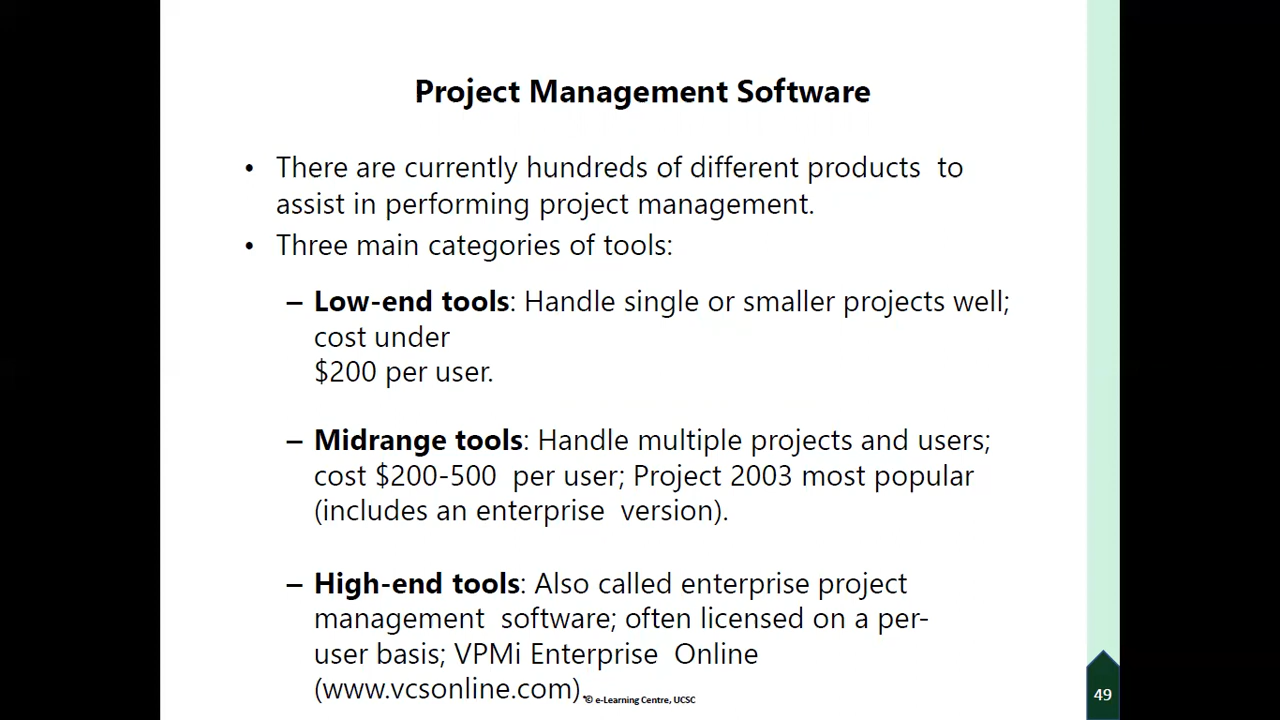 Project Management Software
• There are currently hundreds of different products to
assist in performing project management.
• Three main categories of tools:
– Low-end tools: Handle single or smaller projects well;
cost under
$200 per user.
– Midrange tools: Handle multiple projects and users;
cost $200-500 per user; Project 2003 most popular
(includes an enterprise version).
– High-end tools: Also called enterprise project
management software; often licensed on a per-
user basis; VPMi Enterprise Online
(www.vcsonline.com).
© e-Learning Centre, UCSC
49